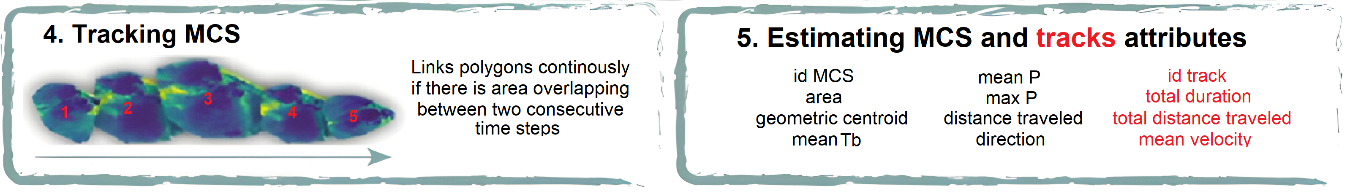 4. Tracking MCS
1
2
3
4
5
Links polygons continously
if there is area overlapping
between two consecutive
time steps
5. Estimating MCS and tracks attributes
id MCS
area
geometric centroid
mean Tb
mean P
max P
distance traveled
direction
id track
total duration
total distance traveled
mean velocity